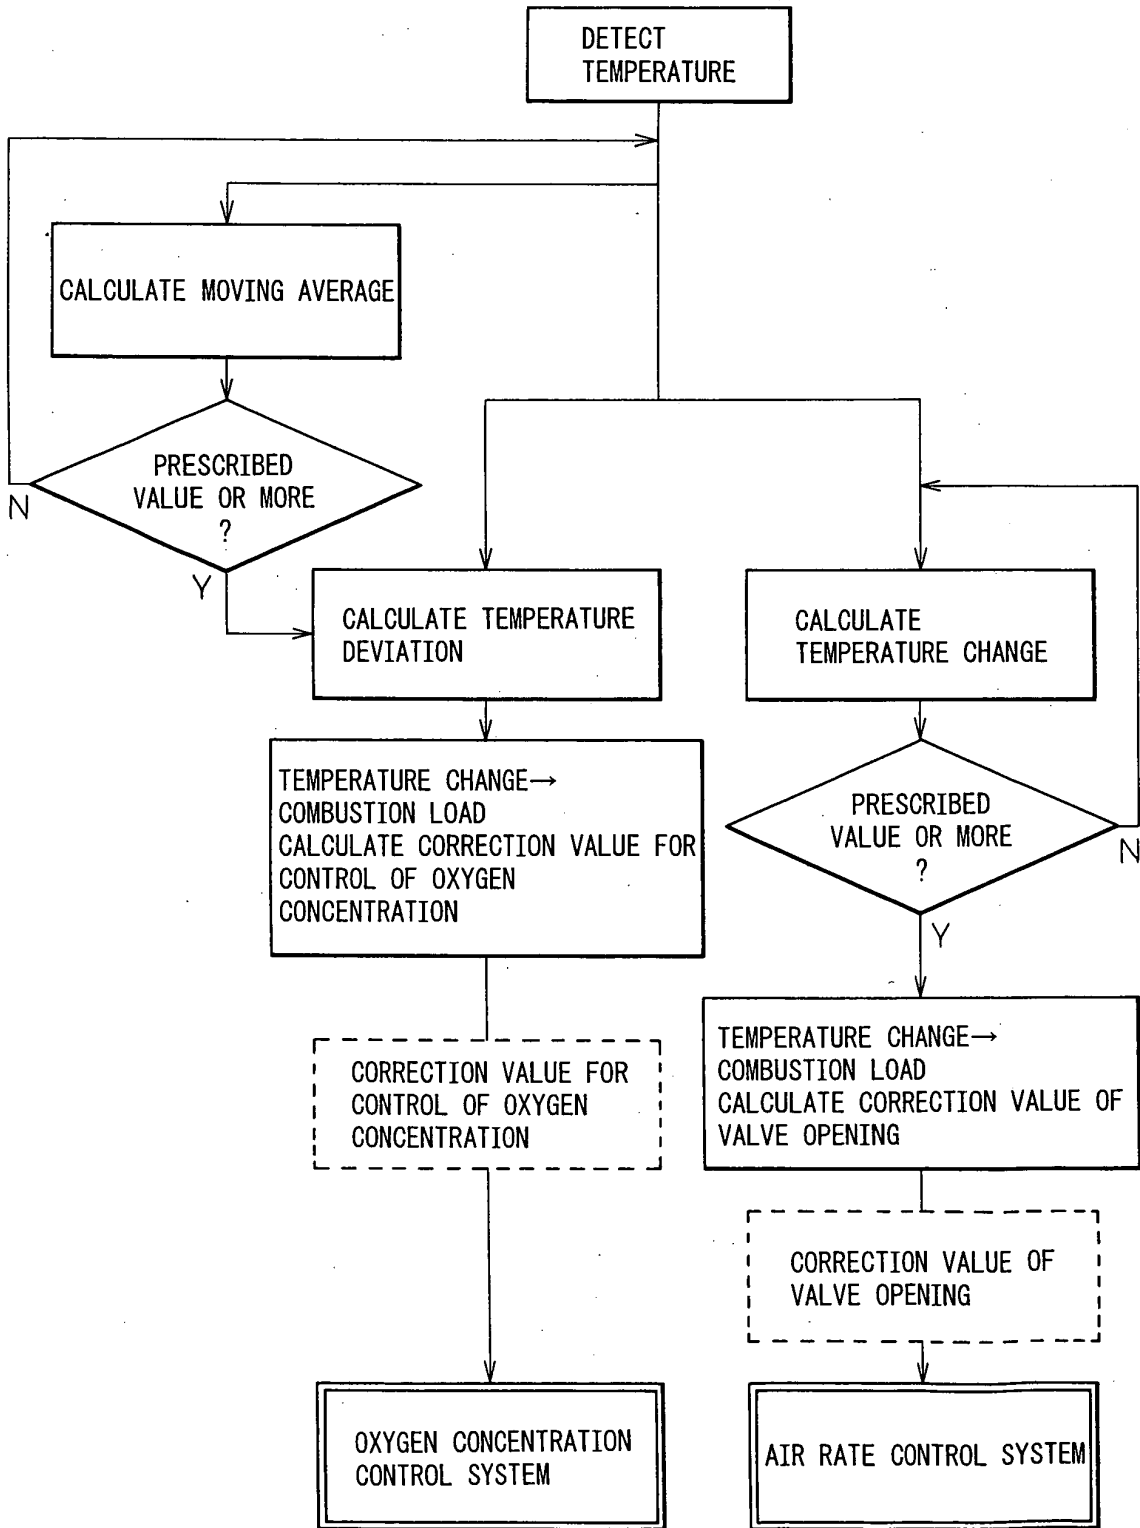 DETECT
TEMPERATURE
CALCULATE MOVING AVERAGE
PRESCRIBED
VALUE OR MORE
?
N
Y
CALCULATE TEMPERATURE
DEVIATION
CALCULATE
TEMPERATURE CHANGE
TEMPERATURE CHANGE→
COMBUSTION LOAD
CALCULATE CORRECTION VALUE FOR
CONTROL OF OXYGEN
CONCENTRATION
PRESCRIBED
VALUE OR MORE
?
N
Y
CORRECTION VALUE FOR
CONTROL OF OXYGEN
CONCENTRATION
TEMPERATURE CHANGE→
COMBUSTION LOAD
CALCULATE CORRECTION VALUE OF
VALVE OPENING
CORRECTION VALUE OF
VALVE OPENING
OXYGEN CONCENTRATION
CONTROL SYSTEM
AIR RATE CONTROL SYSTEM